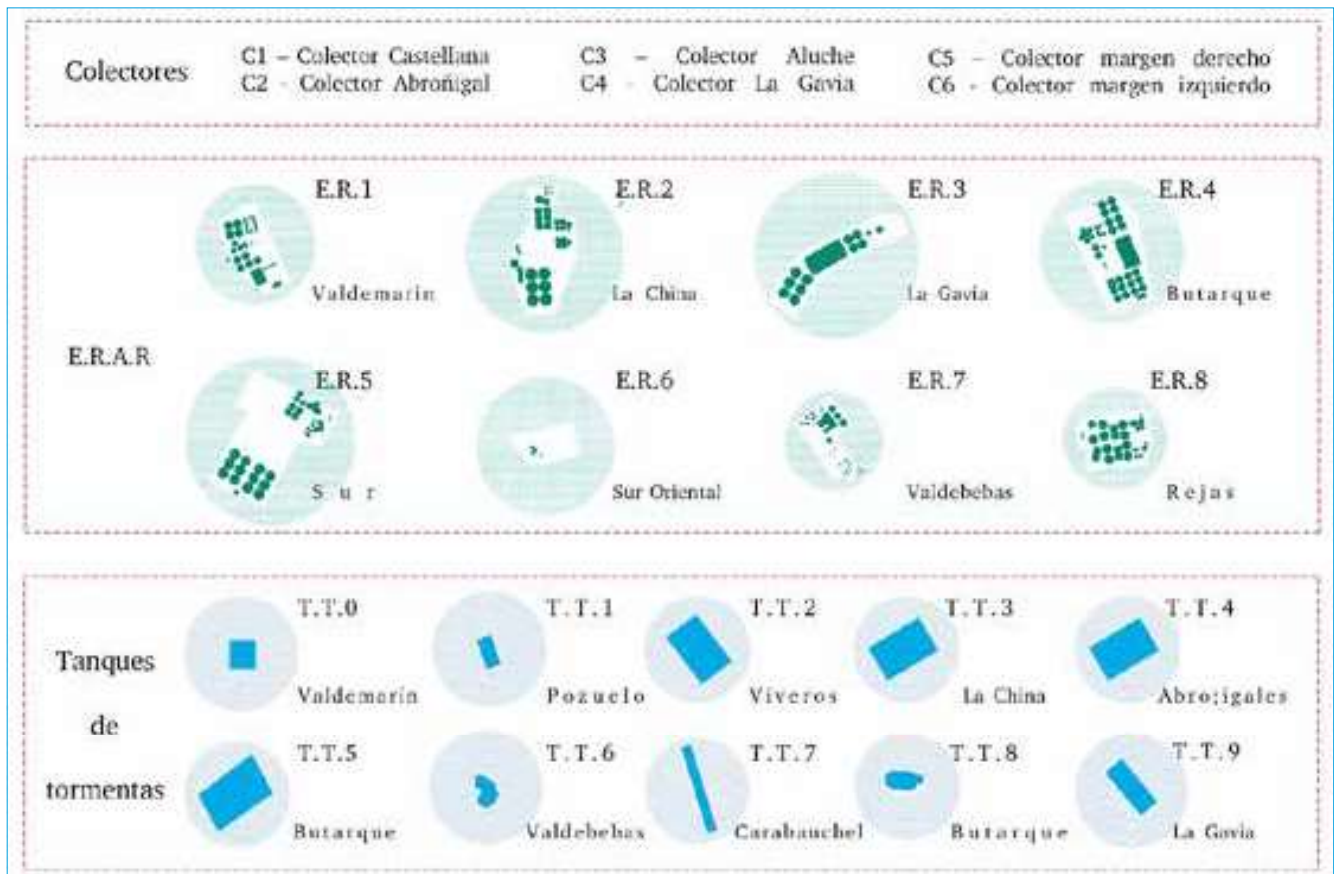 Colectores
C1 – Colector Castellana
C2 - Colector Abroñigal
C3 – Colector Aluche
C4 - Colector La Gavia
C5 – Colector margen derecho
C6 - Colector margen izquierdo
E.R.A.R
E.R.1
Valdemarín
E.R.2
La China
E.R.3
La Gavia
E.R.4
Butarque
E.R.5
Sur
E.R.6
Sur Oriental
E.R.7
Valdebebas
E.R.8
Rejas
Tanques
de
tormentas
T.T.0
Valdemarín
T.T.1
Pozuelo
T.T.2
Viveros
T.T.3
La China
T.T.4
Abro;igales
T.T.5
Butarque
T.T.6
Valdebebas
T.T.7
Carabanchel
T.T.8
Butarque
T.T.9
La Gavia